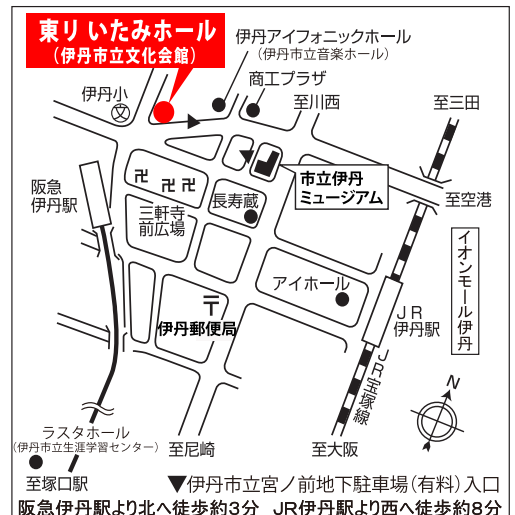 東リ いたみホール
(伊丹市立文化会館)
伊丹アイフォニックホール
(伊丹市立音楽ホール)
商工プラザ
伊丹小
文
至川西
至三田
阪急
伊丹駅
卍
卍
卍
三軒寺
前広場
長寿蔵
市立伊丹
ミュージアム
至空港
イオンモール伊丹
アイホール
〒
伊丹郵便局
JR
伊丹駅
JR宝塚線
N
ラスタホール
(伊丹市立生涯学習センター)
至塚口駅
至尼崎
至大阪
▼伊丹市立宮ノ前地下駐車場(有料)入口
阪急伊丹駅より北へ徒歩約3分 JR伊丹駅より西へ徒歩約8分